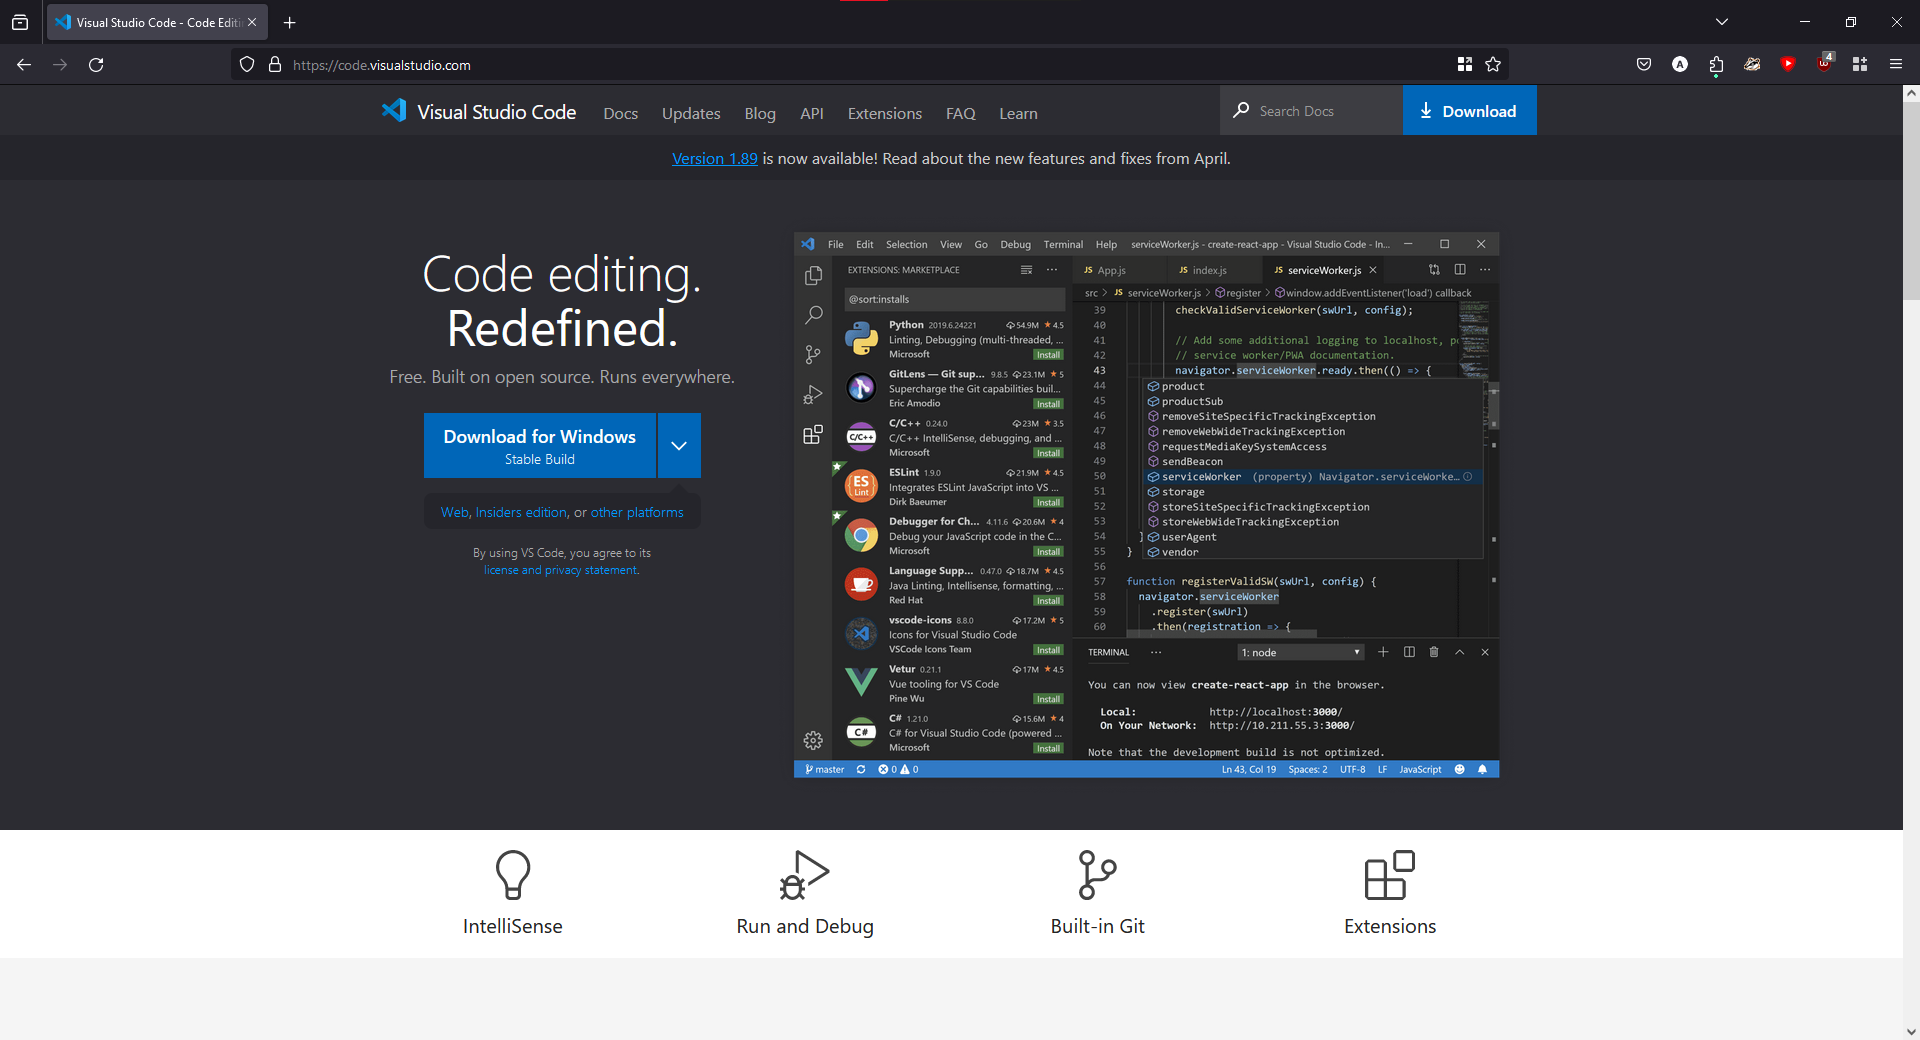 Visual Studio Code - Code Editi
https://code.visualstudio.com
4
Visual Studio Code
Docs
Updates
Blog
API
Extensions
FAQ
Learn
Search Docs
Download
Version 1.89 is now available! Read about the new features and fixes from April.
Code editing.
Redefined.
Free. Built on open source. Runs everywhere.
Download for Windows
Stable Build
Web, Insiders edition, or other platforms
By using VS Code, you agree to its
license and privacy statement.
File Edit Selection View Go Debug Terminal Help serviceWorker.js - create-react-app - Visual Studio Code - In...
EXTENSIONS: MARKETPLACE
@sort:installs
Python 2019.6.24221 54.9M 4.5
Linting, Debugging (multi-threaded, ...
Microsoft Install
GitLens — Git sup... 9.8.5 23.1M 5
Supercharge the Git capabilities buil...
Eric Amodio Install
C/C++ 0.24.0 23M 3.5
C/C++ IntelliSense, debugging, and ...
Microsoft Install
ESLint 1.9.0 21.9M 4.5
Integrates ESLint JavaScript into VS ...
Dirk Baeumer Install
Debugger for Ch... 4.11.6 20.6M 4
Debug your JavaScript code in the C...
Microsoft Install
Language Supp... 0.47.0 18.7M 4.5
Java Linting, Intellisense, formatting, ...
Red Hat Install
vscode-icons 8.8.0 17.2M 5
Icons for Visual Studio Code
VSCode Icons Team Install
Vetur 0.21.1 17M 4.5
Vue tooling for VS Code
Pine Wu Install
C# 1.21.0 15.6M 4
C# for Visual Studio Code (powered ...
Microsoft Install
C/C++
ES
Lint
C#
JS App.js JS index.js JS serviceWorker.js
src > JS serviceWorker.js > register > window.addEventListener('load') callback
39 checkValidServiceWorker(swUrl, config);
40
41 // Add some additional logging to localhost, po
42 // service worker/PWA documentation.
43 navigator.serviceWorker.ready.then(() => {
44 product
45 productSub
46 removeSiteSpecificTrackingException
47 removeWebWideTrackingException
48 requestMediaKeySystemAccess
49 sendBeacon
50 serviceWorker (property) Navigator.serviceWorke...
51 storage
52 storeSiteSpecificTrackingException
53 storeWebWideTrackingException
54 } userAgent
55 } vendor
56
57 function registerValidSW(swUrl, config) {
58 navigator.serviceWorker
59 .register(swUrl)
60 .then(registration => {
TERMINAL ... 1: node
You can now view create-react-app in the browser.
Local: http://localhost:3000/
On Your Network: http://10.211.55.3:3000/
Note that the development build is not optimized.
master 0 0 Ln 43, Col 19 Spaces: 2 UTF-8 LF JavaScript
IntelliSense
Run and Debug
Built-in Git
Extensions